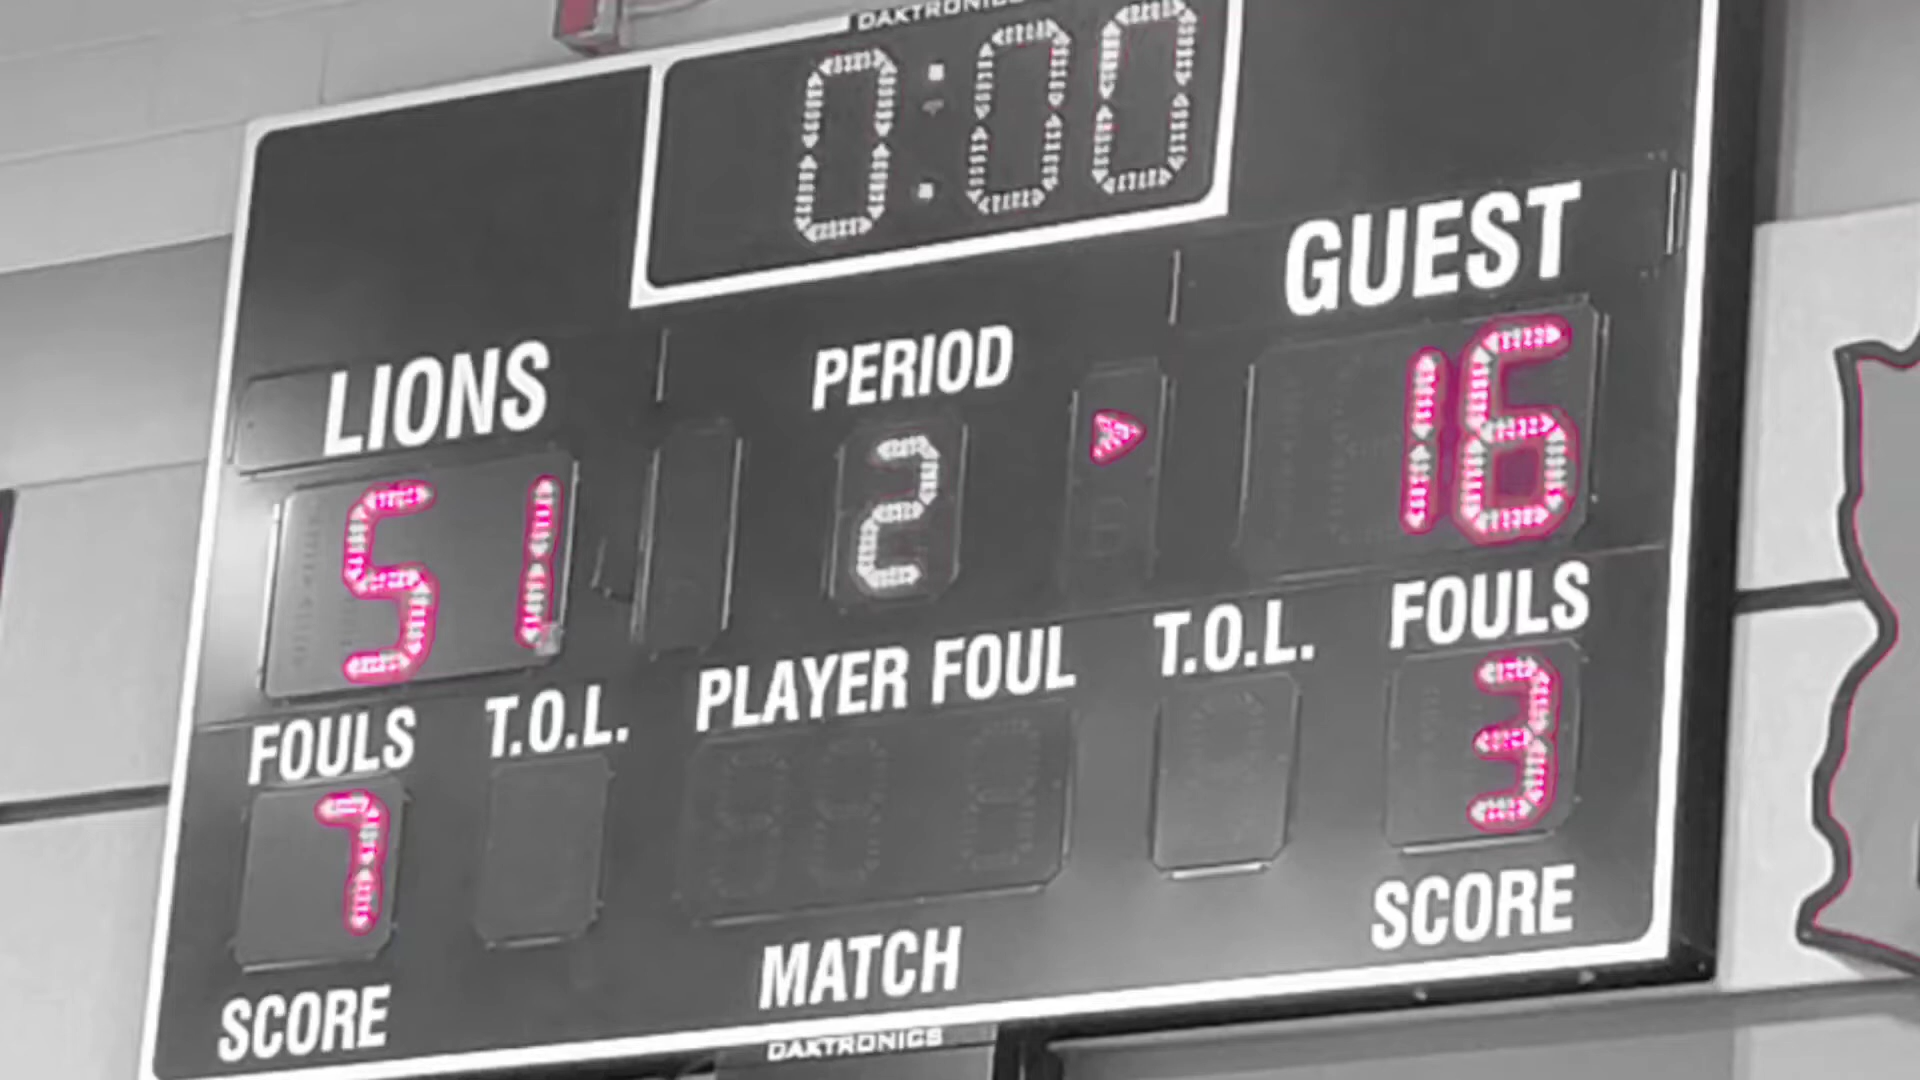 DAKTRONICS
0:00
GUEST
LIONS
PERIOD
16
51
2
FOULS
T.O.L.
PLAYER FOUL
T.O.L.
FOULS
7
3
SCORE
MATCH
SCORE
DAKTRONICS